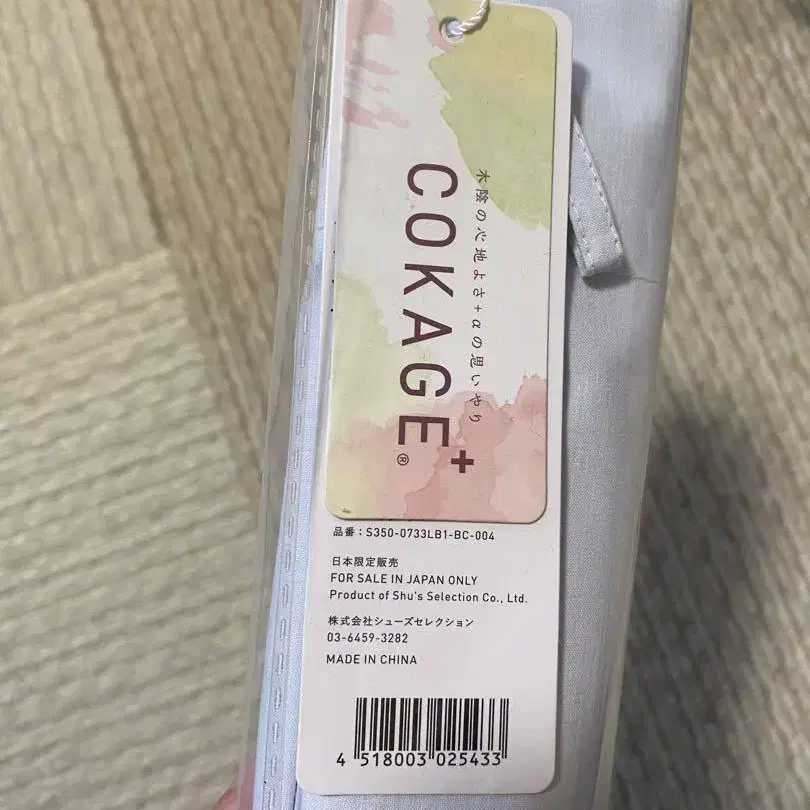 木陰の心地よさ+αの思いやり
COKAGE+®
品番：S350-0733LB1-BC-004
日本限定販売
FOR SALE IN JAPAN ONLY
Product of Shu's Selection Co., Ltd.
株式会社シューズセレクション
03-6459-3282
MADE IN CHINA
4 518003 025433